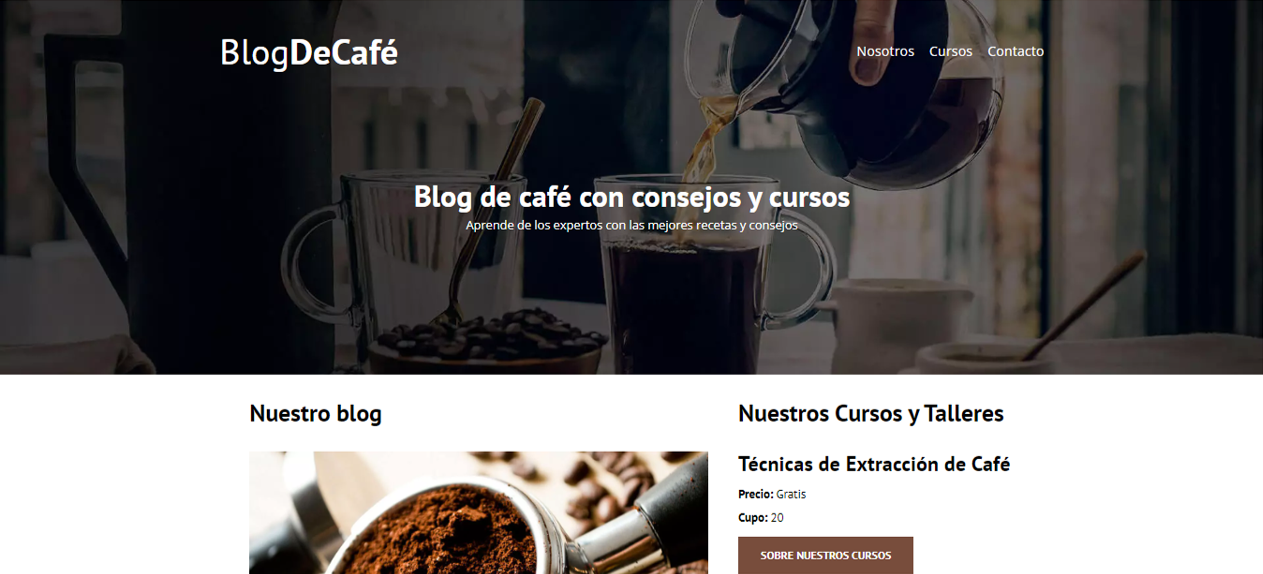 BlogDeCafé
Nosotros Cursos Contacto
Blog de café con consejos y cursos
Aprende de los expertos con las mejores recetas y consejos
Nuestro blog
Nuestros Cursos y Talleres
Técnicas de Extracción de Café
Precio: Gratis
Cupo: 20
SOBRE NUESTROS CURSOS